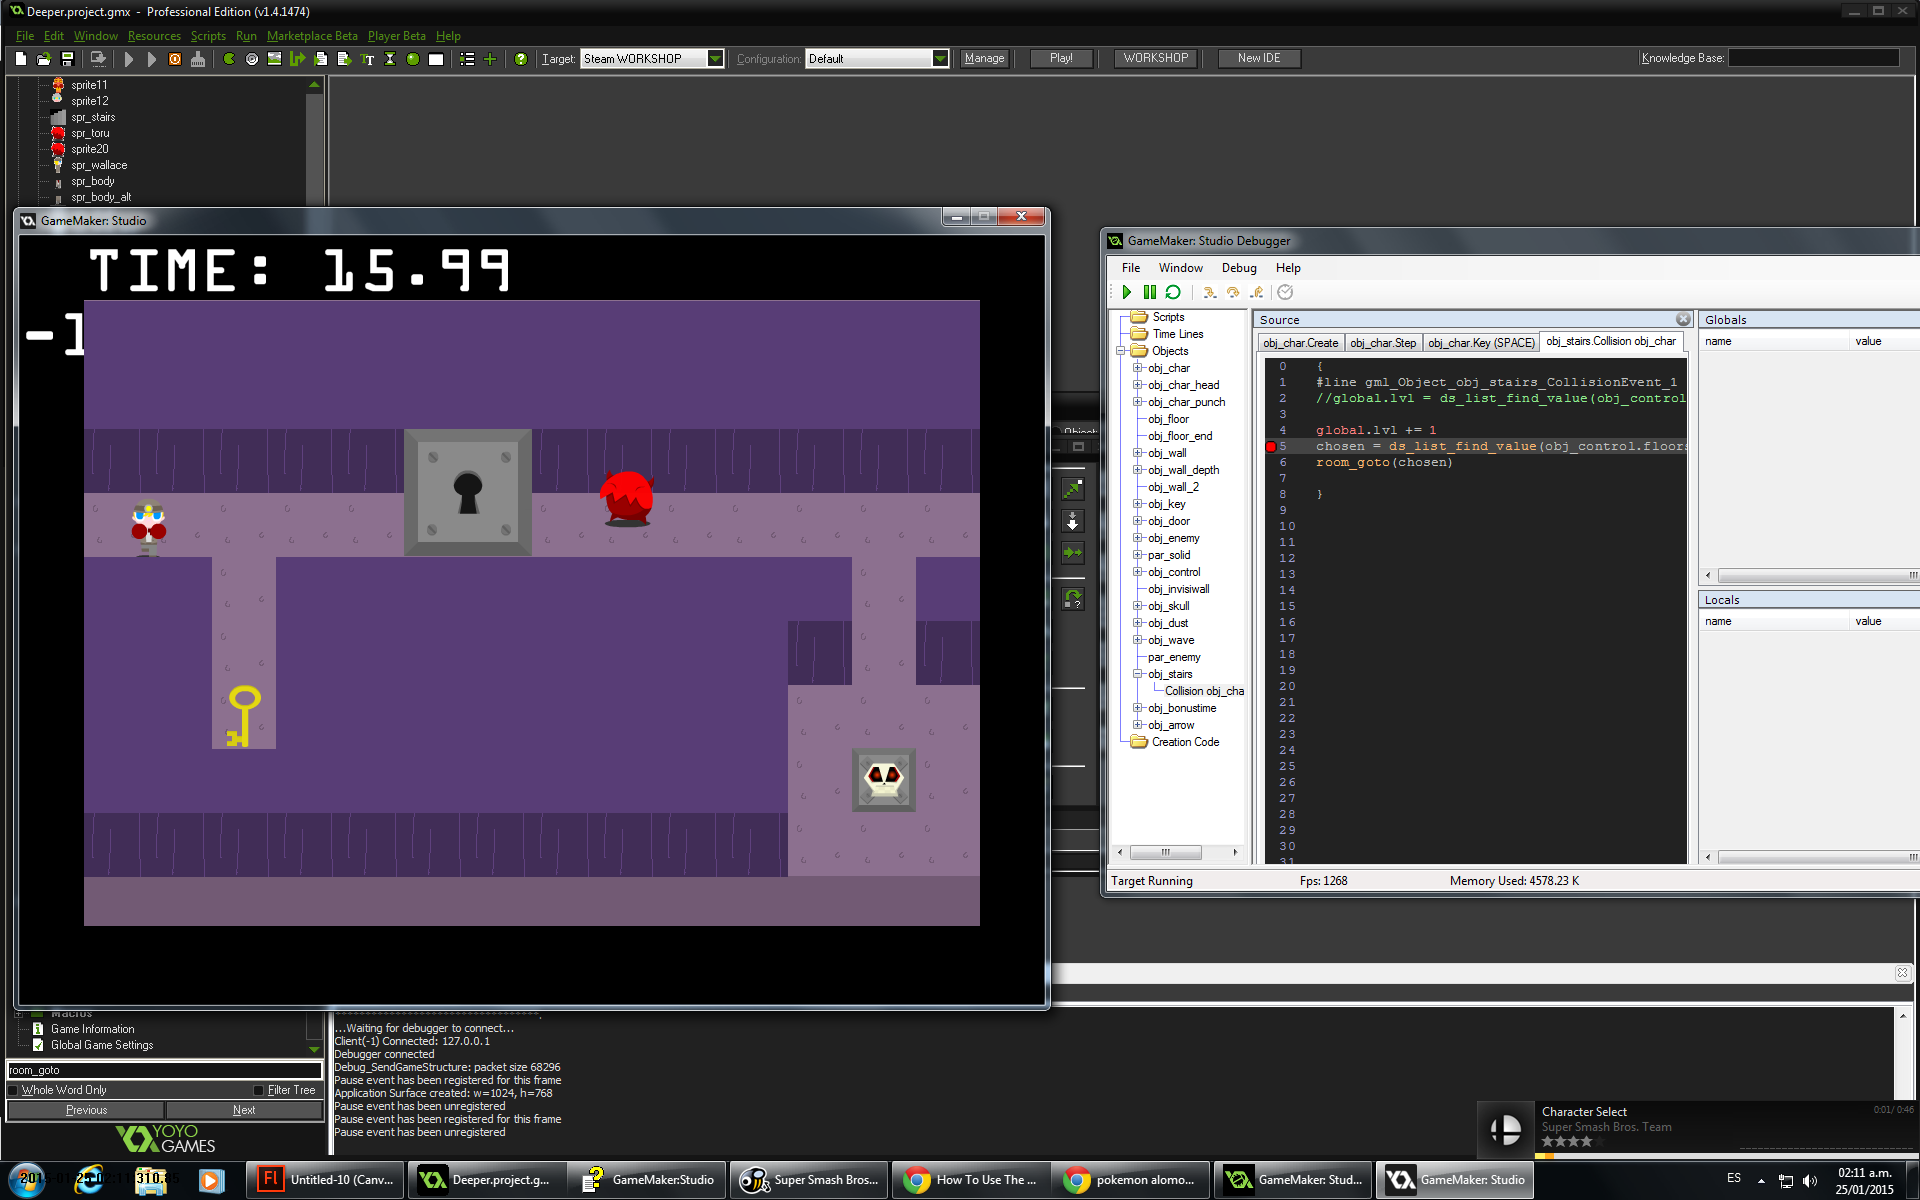 Deeper.project.gmx - Professional Edition (v1.4.1474)
File Edit Window Resources Scripts Run Marketplace Beta Player Beta Help
Target: Steam WORKSHOP Configuration: Default Manage Play! WORKSHOP New IDE Knowledge Base:
sprite11
sprite12
spr_stairs
spr_toru
sprite20
spr_wallace
spr_body
spr_body_alt
GameMaker: Studio
TIME: 15.99
-1
GameMaker: Studio Debugger
File Window Debug Help
Scripts
Time Lines
Objects
obj_char
obj_char_head
obj_char_punch
obj_floor
obj_floor_end
obj_wall
obj_wall_depth
obj_wall_2
obj_key
obj_door
obj_enemy
par_solid
obj_control
obj_invisiwall
obj_skull
obj_dust
obj_wave
par_enemy
obj_stairs
Collision obj_cha
obj_bonustime
obj_arrow
Creation Code
Source
obj_char.Create obj_char.Step obj_char.Key (SPACE) obj_stairs.Collision obj_char
0 {
1 #line gml_Object_obj_stairs_CollisionEvent_1
2 //global.lvl = ds_list_find_value(obj_control
3
4 global.lvl += 1
5 chosen = ds_list_find_value(obj_control.floors
6 room_goto(chosen)
7
8 }
9
10
11
12
13
14
15
16
17
18
19
20
21
22
23
24
25
26
27
28
29
30
31
Globals
name value
Locals
name value
Target Running Fps: 1268 Memory Used: 4578.23 K
Object
Macros
Game Information
Global Game Settings
room_goto
Whole Word Only Filter Tree
Previous Next
YOYO
GAMES
...Waiting for debugger to connect...
Client(-1) Connected: 127.0.0.1
Debugger connected
Debug_SendGameStructure: packet size 68296
Pause event has been registered for this frame
Application Surface created: w=1024, h=768
Pause event has been unregistered
Pause event has been registered for this frame
Pause event has been unregistered
Character Select 0:01/ 0:46
Super Smash Bros. Team
Untitled-10 (Canv... Deeper.project.g... GameMaker:Studio Super Smash Bros... How To Use The ... pokemon alomo... GameMaker: Stud... GameMaker: Studio
ES
02:11 a.m.
25/01/2015